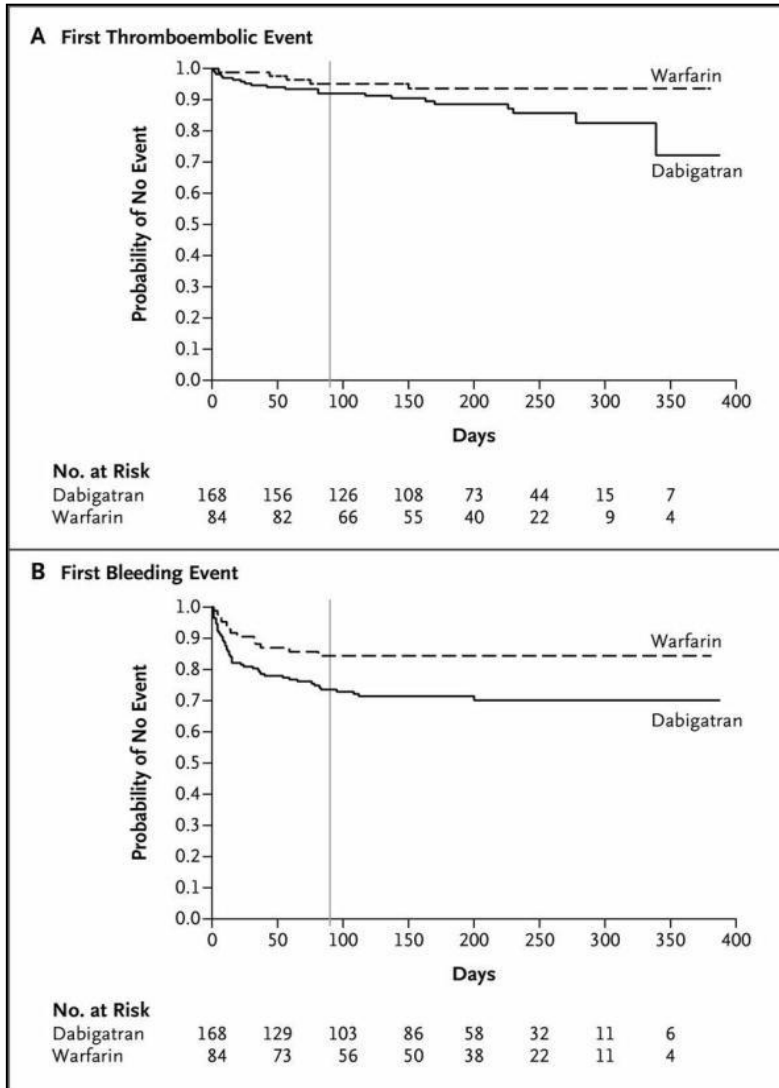 A First Thromboembolic Event
1.0
0.9
0.8
0.7
0.6
0.5
0.4
0.3
0.2
0.1
0.0
Probability of No Event
Warfarin
Dabigatran
0 50 100 150 200 250 300 350 400
Days
No. at Risk
Dabigatran 168 156 126 108 73 44 15 7
Warfarin 84 82 66 55 40 22 9 4
B First Bleeding Event
1.0
0.9
0.8
0.7
0.6
0.5
0.4
0.3
0.2
0.1
0.0
Probability of No Event
Warfarin
Dabigatran
0 50 100 150 200 250 300 350 400
Days
No. at Risk
Dabigatran 168 129 103 86 58 32 11 6
Warfarin 84 73 56 50 38 22 11 4